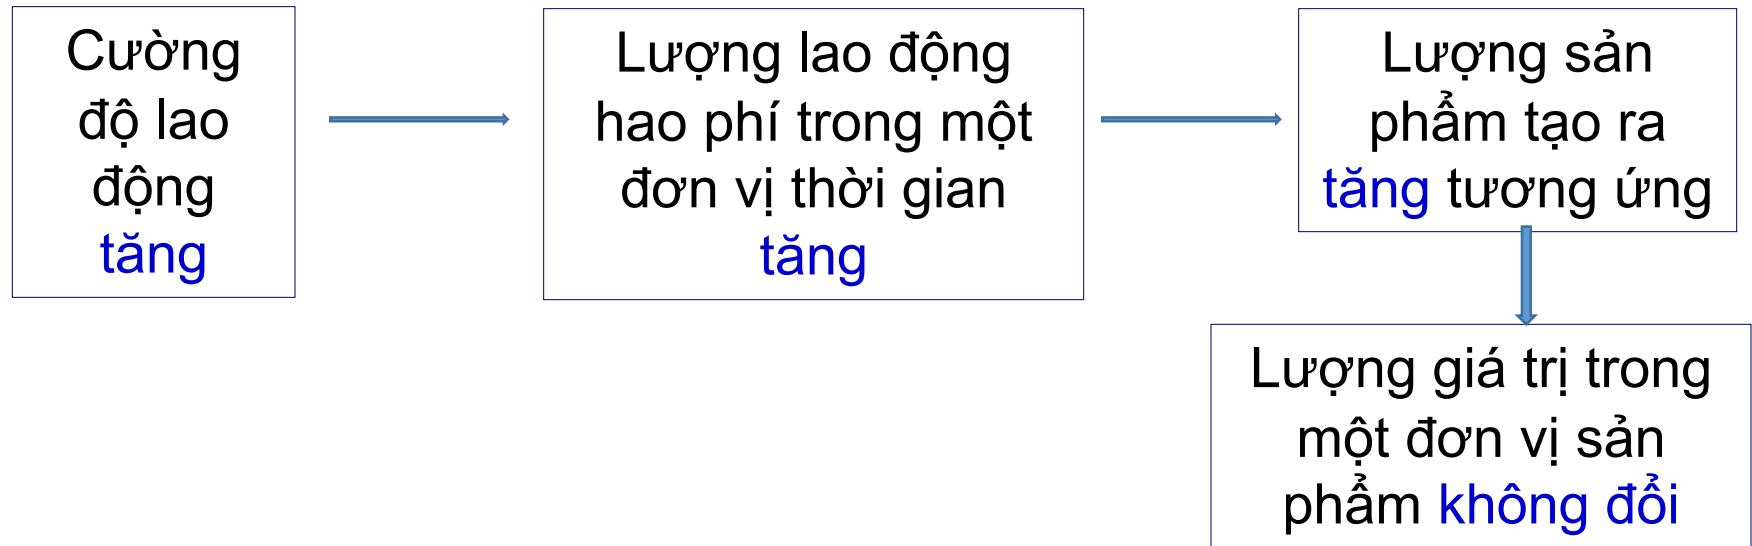 Cường
độ lao
động
tăng
Lượng lao động
hao phí trong một
đơn vị thời gian
tăng
Lượng sản
phẩm tạo ra
tăng tương ứng
Lượng giá trị trong
một đơn vị sản
phẩm không đổi